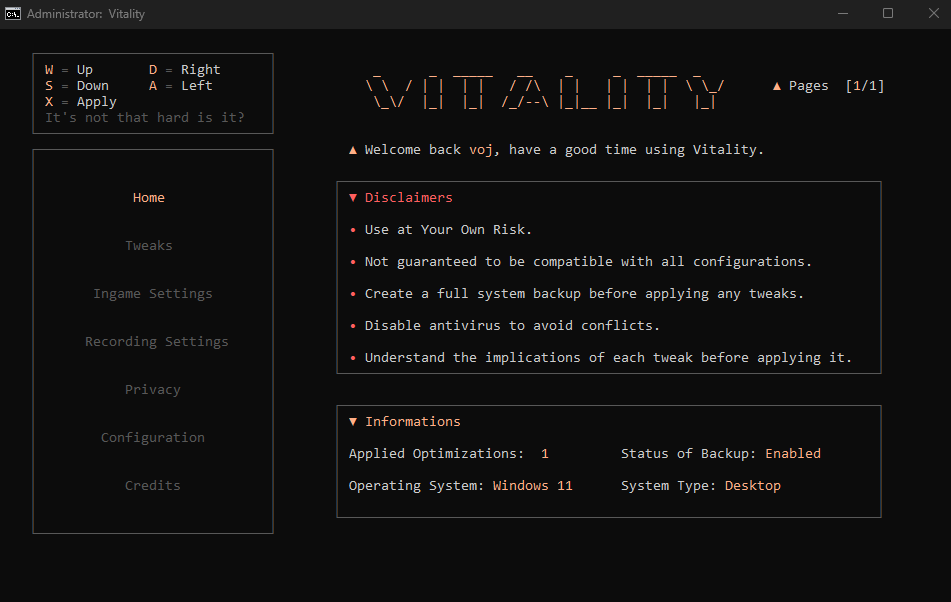 Administrator: Vitality
W = Up D = Right
S = Down A = Left
X = Apply
It's not that hard is it?
VITALITY
▲ Pages [1/1]
▲ Welcome back voj, have a good time using Vitality.
Home
Tweaks
Ingame Settings
Recording Settings
Privacy
Configuration
Credits
▼ Disclaimers
• Use at Your Own Risk.
• Not guaranteed to be compatible with all configurations.
• Create a full system backup before applying any tweaks.
• Disable antivirus to avoid conflicts.
• Understand the implications of each tweak before applying it.
▼ Informations
Applied Optimizations: 1 Status of Backup: Enabled
Operating System: Windows 11 System Type: Desktop